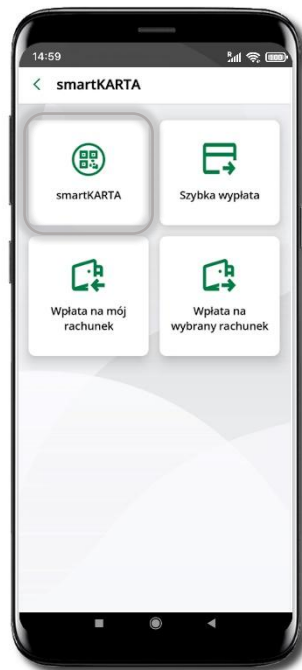 14:59
smartKARTA
smartKARTA
Szybka wypłata
Wpłata na mój
rachunek
Wpłata na
wybrany rachunek